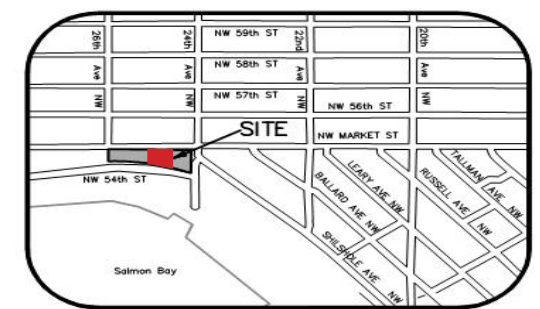 NW 59th ST
26th
Ave
NW
24th
Ave
NW
22nd
Ave
NW
20th
Ave
NW
NW 58th ST
NW 57th ST
NW 56th ST
SITE
NW MARKET ST
NW 54th ST
LEARY AVE NW
BALLARD AVE NW
SHILSHOLE AVE
NW
RUSSELL AVE
NW
TALLMAN
AVE NW
Salmon Bay